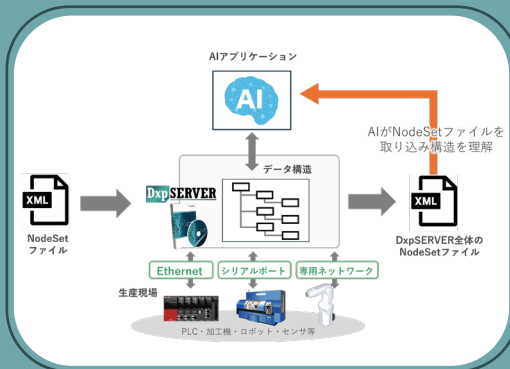 AIアプリケーション
AI
AIがNodeSetファイルを
取り込み構造を理解
データ構造
DxpSERVER
XML
NodeSet
ファイル
XML
DxpSERVER全体の
NodeSetファイル
Ethernet
シリアルポート
専用ネットワーク
生産現場
PLC・加工機・ロボット・センサ等